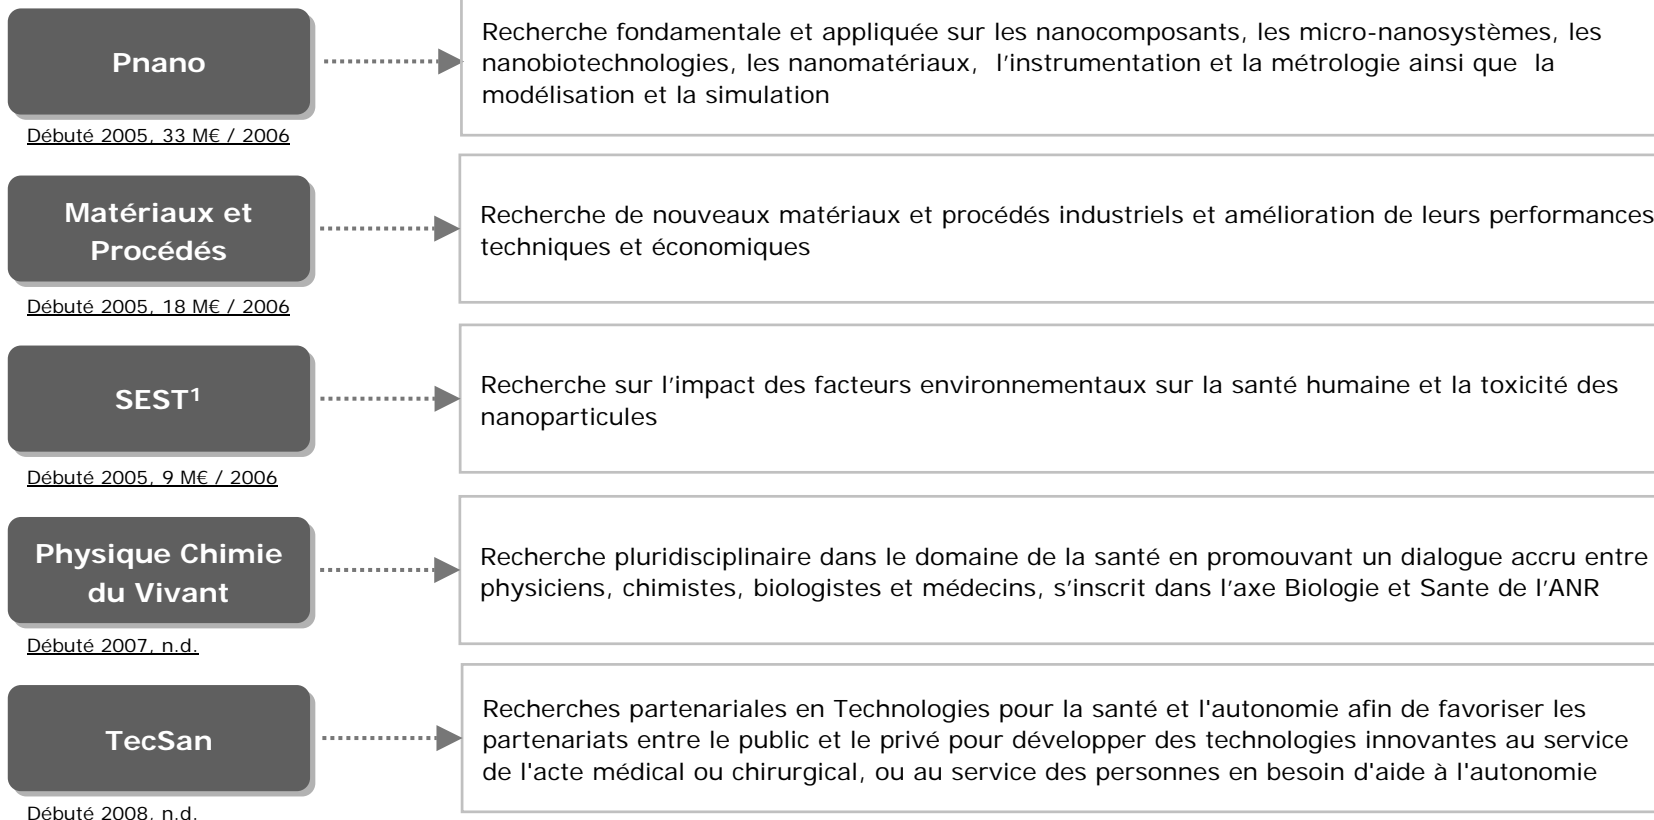 Pnano
Recherche fondamentale et appliquée sur les nanocomposants, les micro-nanosystèmes, les
nanobiotechnologies, les nanomatériaux, l'instrumentation et la métrologie ainsi que la
modélisation et la simulation
Débuté 2005, 33 M€ / 2006
Matériaux et
Procédés
Recherche de nouveaux matériaux et procédés industriels et amélioration de leurs performances
techniques et économiques
Débuté 2005, 18 M€ / 2006
SEST¹
Recherche sur l'impact des facteurs environnementaux sur la santé humaine et la toxicité des
nanoparticules
Débuté 2005, 9 M€ / 2006
Physique Chimie
du Vivant
Recherche pluridisciplinaire dans le domaine de la santé en promouvant un dialogue accru entre
physiciens, chimistes, biologistes et médecins, s'inscrit dans l'axe Biologie et Sante de l'ANR
Débuté 2007, n.d.
TecSan
Recherches partenariales en Technologies pour la santé et l'autonomie afin de favoriser les
partenariats entre le public et le privé pour développer des technologies innovantes au service
de l'acte médical ou chirurgical, ou au service des personnes en besoin d'aide à l'autonomie
Débuté 2008, n.d.